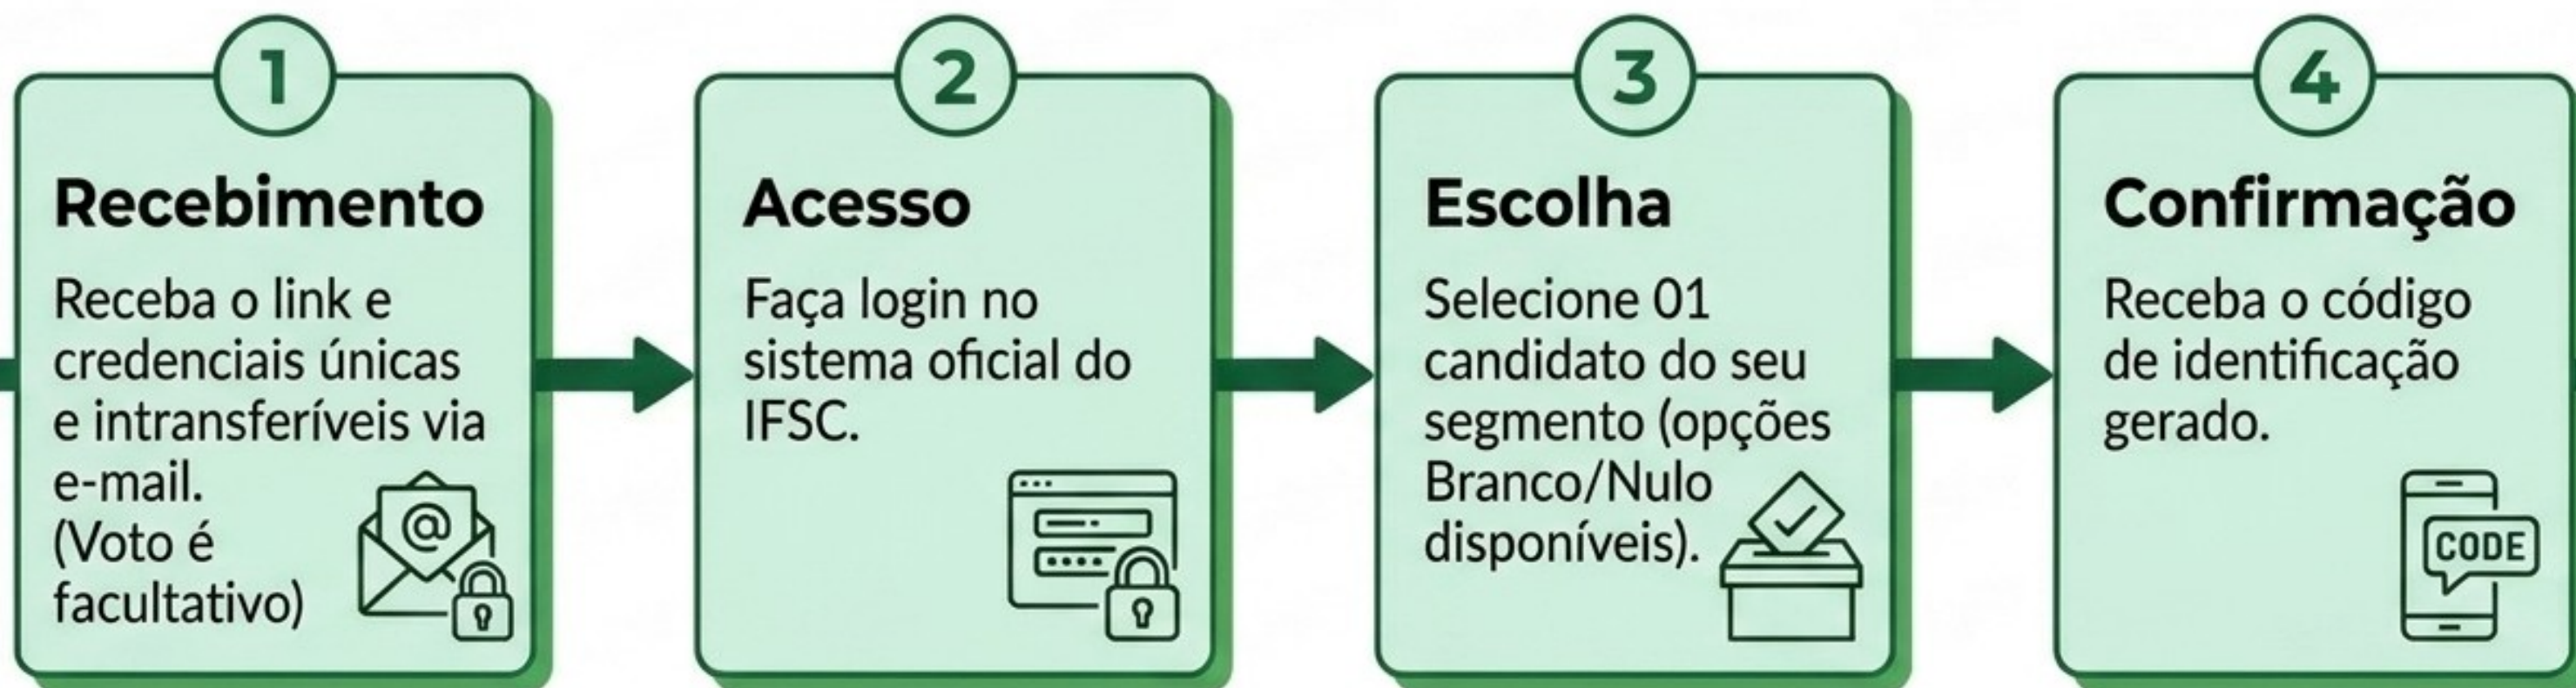 1
Recebimento
Receba o link e
credenciais únicas
e intransferíveis via
e-mail.
(Voto é
facultativo)
@
2
Acesso
Faça login no
sistema oficial do
IFSC.
3
Escolha
Selecione 01
candidato do seu
segmento (opções
Branco/Nulo
disponíveis).
4
Confirmação
Receba o código
de identificação
gerado.
CODE